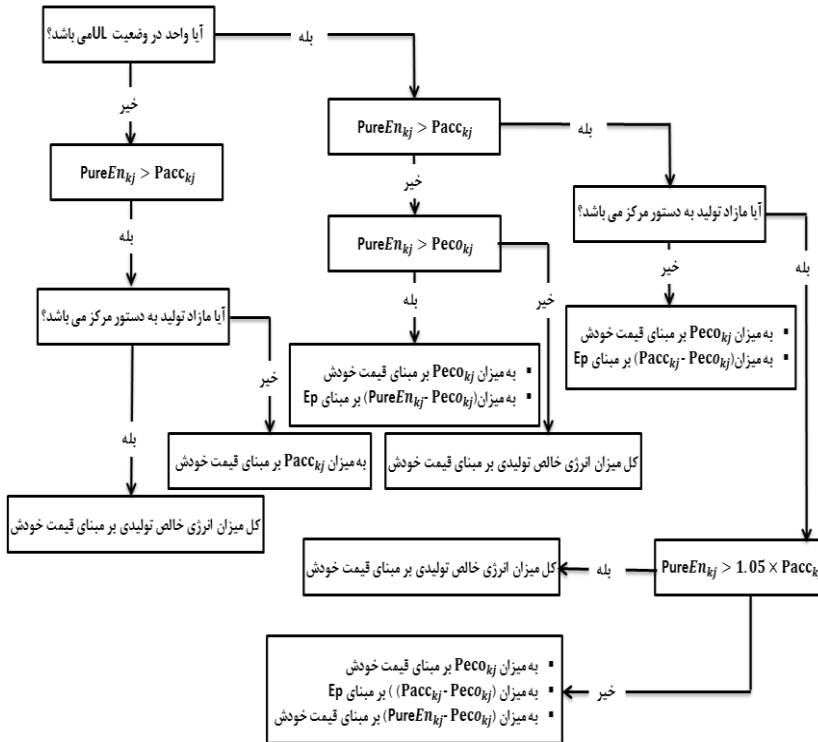 آیا واحد در وضعیت ULمی باشد؟
بله
خیر
PureEn_kj > Pacc_kj
بله
PureEn_kj > Pacc_kj
خیر
بله
آیا مازاد تولید به دستور مرکز می باشد؟
PureEn_kj > Peco_kj
بله
خیر
بله
خیر
آیا مازاد تولید به دستور مرکز می باشد؟
▪ به میزان Peco_kj بر مبنای قیمت خودش
▪ به میزان(Pacc_kj- Peco_kj) بر مبنای Ep
▪ به میزان Peco_kj بر مبنای قیمت خودش
▪ به میزان(PureEn_kj- Peco_kj) بر مبنای Ep
خیر
بله
به میزان Pacc_kj بر مبنای قیمت خودش
کل میزان انرژی خالص تولیدی بر مبنای قیمت خودش
کل میزان انرژی خالص تولیدی بر مبنای قیمت خودش
PureEn_kj > 1.05 × Pacc_kj
بله
کل میزان انرژی خالص تولیدی بر مبنای قیمت خودش
خیر
▪ به میزان Peco_kj بر مبنای قیمت خودش
▪ به میزان (Pacc_kj- Peco_kj) ) بر مبنای Ep
▪ به میزان (PureEn_kj- Peco_kj) بر مبنای قیمت خودش